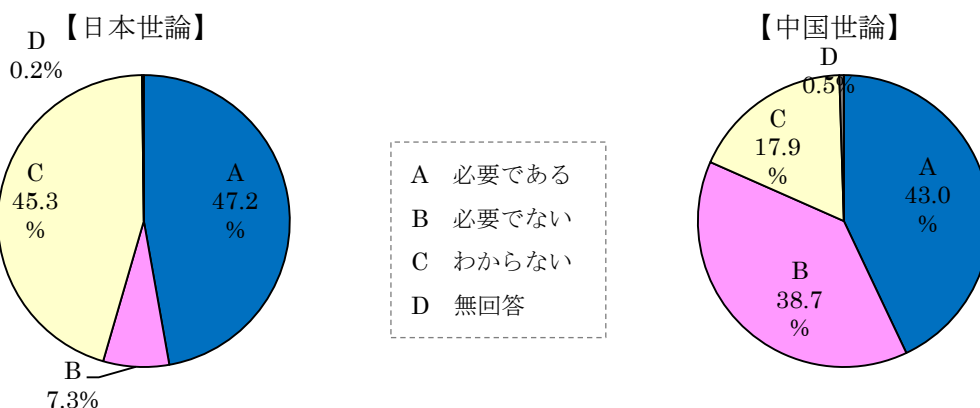 【日本世論】
D
0.2%
C
45.3
%
A
47.2
%
B
7.3%
A 必要である
B 必要でない
C わからない
D 無回答
【中国世論】
D
0.5%
C
17.9
%
A
43.0
%
B
38.7
%